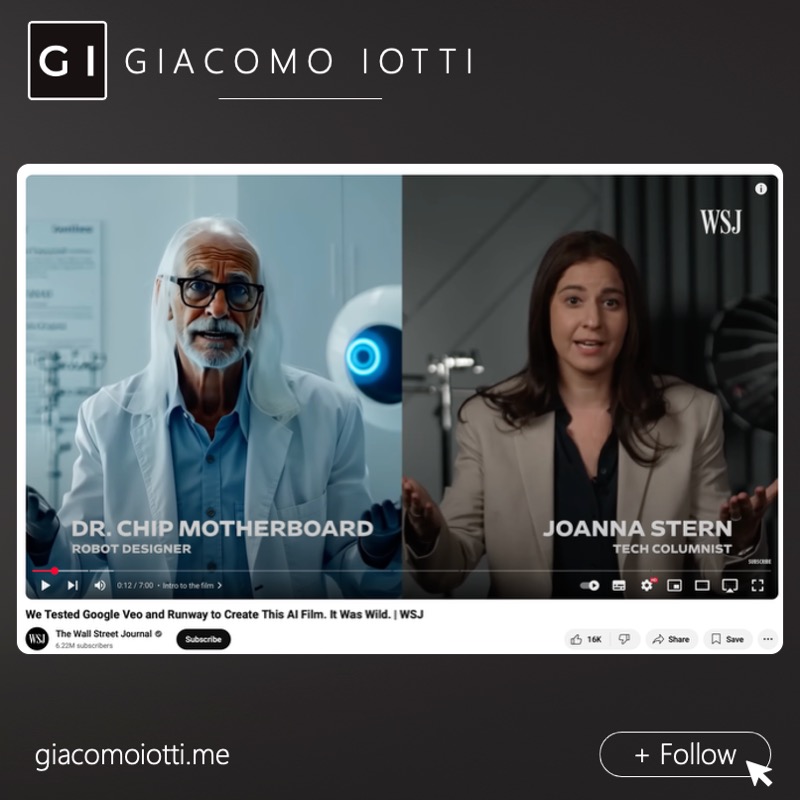 GI GIACOMO IOTTI
WSJ
DR. CHIP MOTHERBOARD
ROBOT DESIGNER
JOANNA STERN
TECH COLUMNIST
SUBSCRIBE
0:12 / 7:00 • Intro to the film >
We Tested Google Veo and Runway to Create This AI Film. It Was Wild. | WSJ
WSJ
The Wall Street Journal
6.22M subscribers
Subscribe
16K
Share
Save
giacomoiotti.me
+ Follow